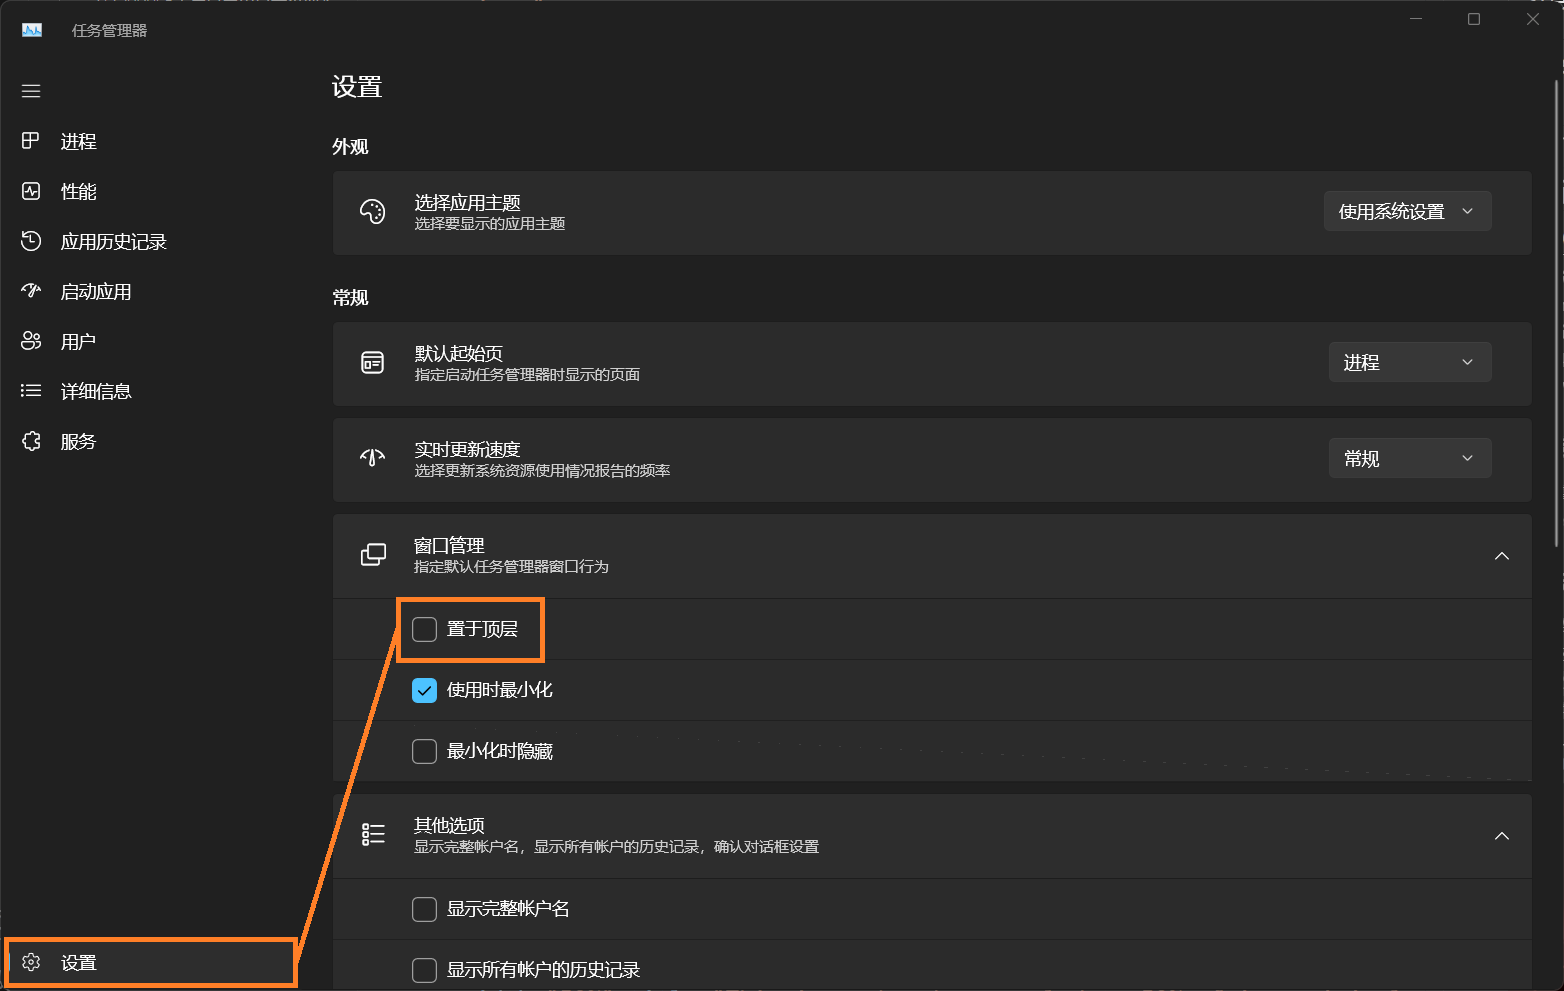 任务管理器
进程
性能
应用历史记录
启动应用
用户
详细信息
服务
设置
设置
外观
选择应用主题
选择要显示的应用主题
使用系统设置
常规
默认起始页
指定启动任务管理器时显示的页面
进程
实时更新速度
选择更新系统资源使用情况报告的频率
常规
窗口管理
指定默认任务管理器窗口行为
置于顶层
使用时最小化
最小化时隐藏
其他选项
显示完整帐户名，显示所有帐户的历史记录，确认对话框设置
显示完整帐户名
显示所有帐户的历史记录